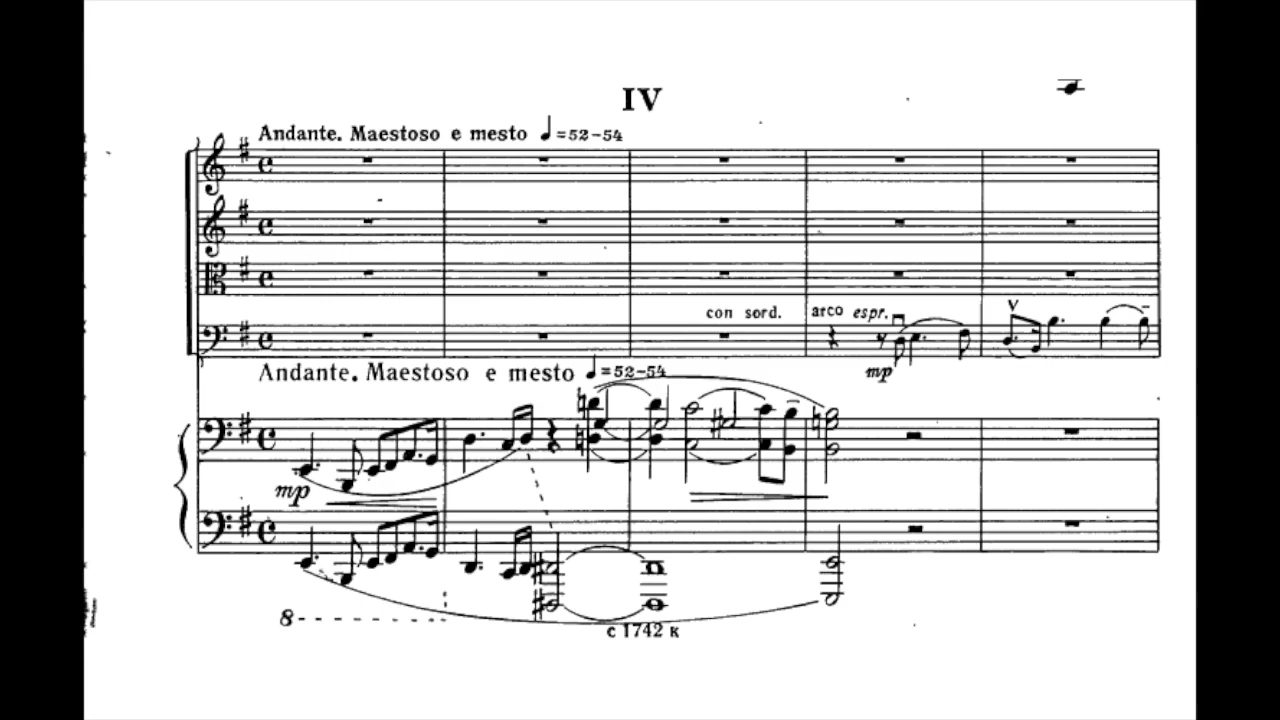 IV
Andante. Maestoso e mesto ♩=52–54
con sord. arco espr.
mp
Andante. Maestoso e mesto ♩=52–54
mp
8
с 1742 к